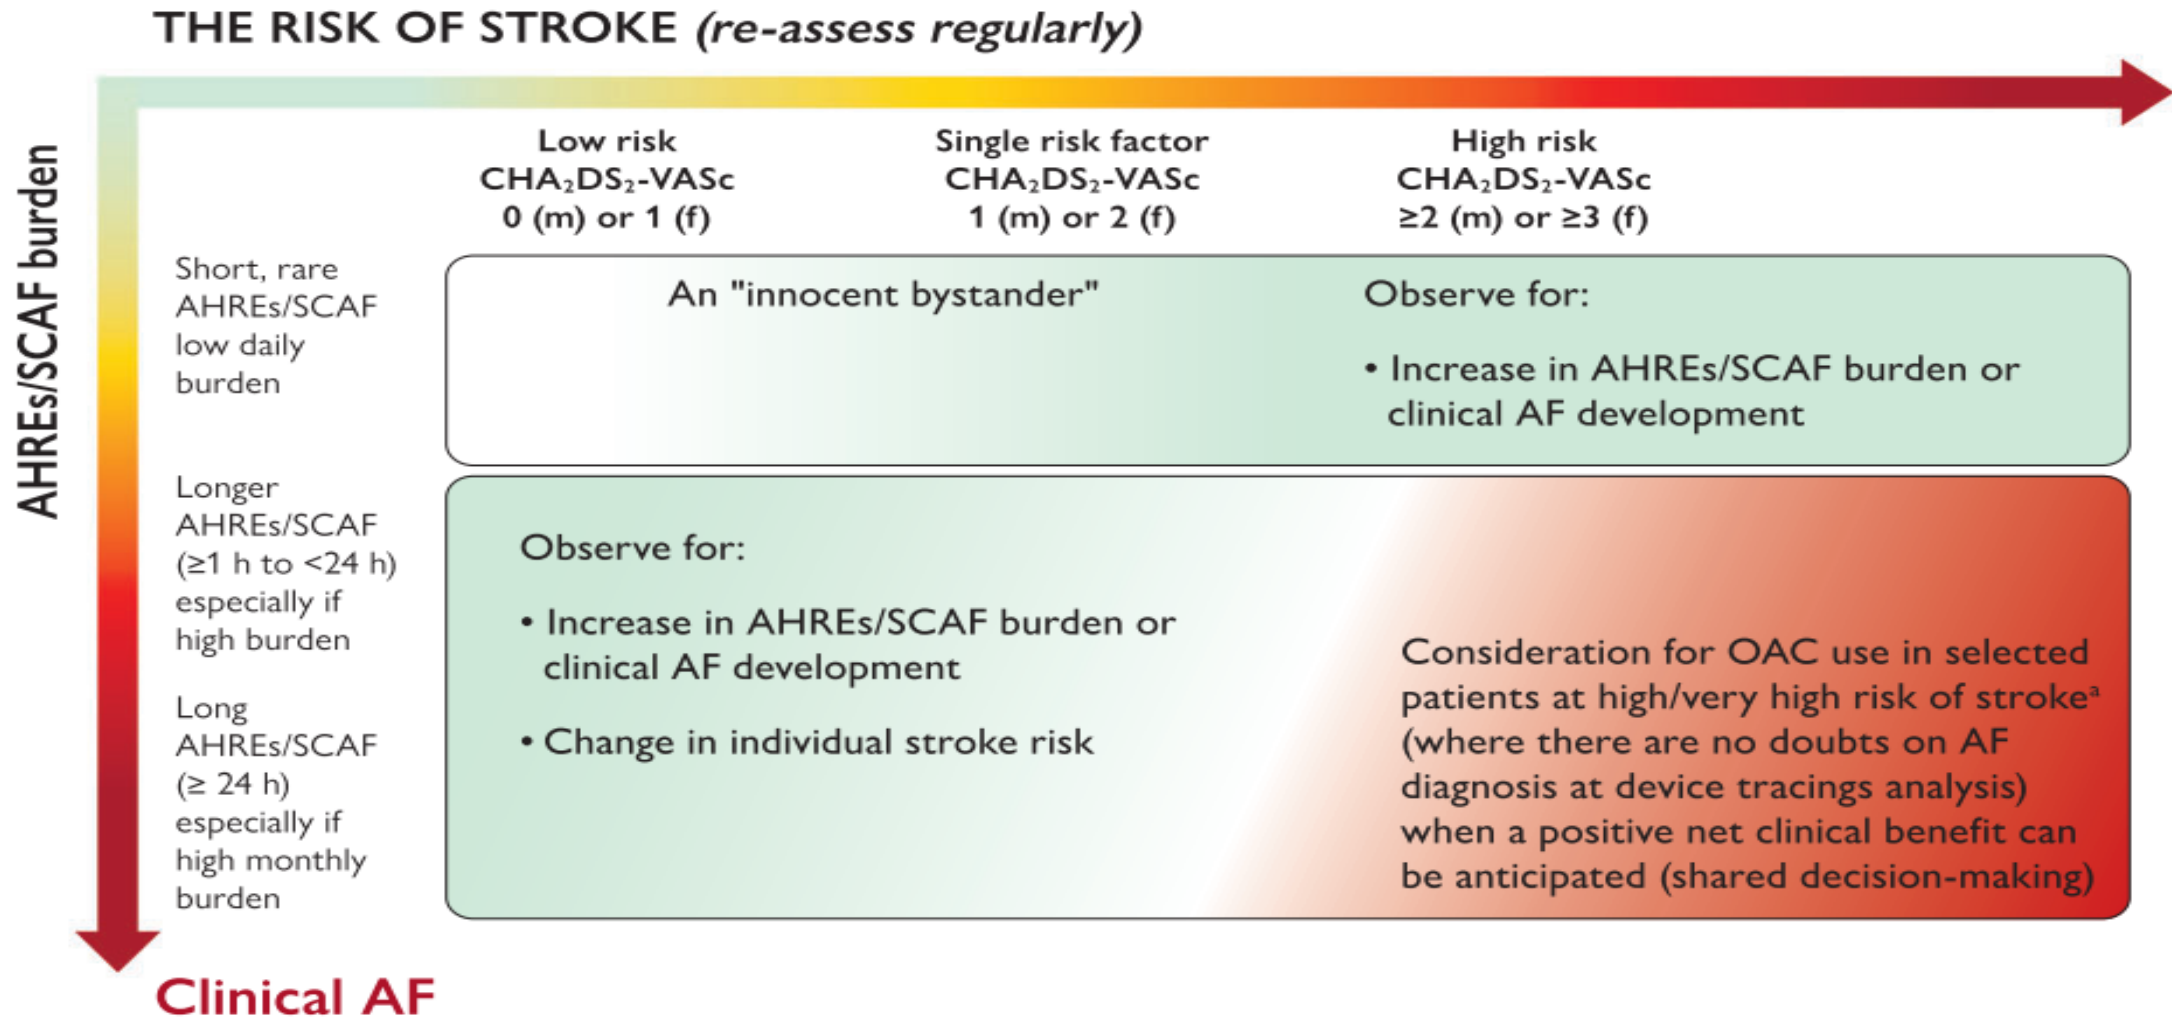 THE RISK OF STROKE (re-assess regularly)
AHREs/SCAF burden
Low risk
CHA₂DS₂-VASc
0 (m) or 1 (f)
Single risk factor
CHA₂DS₂-VASc
1 (m) or 2 (f)
High risk
CHA₂DS₂-VASc
≥2 (m) or ≥3 (f)
Short, rare
AHREs/SCAF
low daily
burden
An "innocent bystander"
Observe for:
• Increase in AHREs/SCAF burden or
clinical AF development
Longer
AHREs/SCAF
(≥1 h to <24 h)
especially if
high burden
Long
AHREs/SCAF
(≥ 24 h)
especially if
high monthly
burden
Observe for:
• Increase in AHREs/SCAF burden or
clinical AF development
• Change in individual stroke risk
Consideration for OAC use in selected
patients at high/very high risk of strokeᵃ
(where there are no doubts on AF
diagnosis at device tracings analysis)
when a positive net clinical benefit can
be anticipated (shared decision-making)
Clinical AF